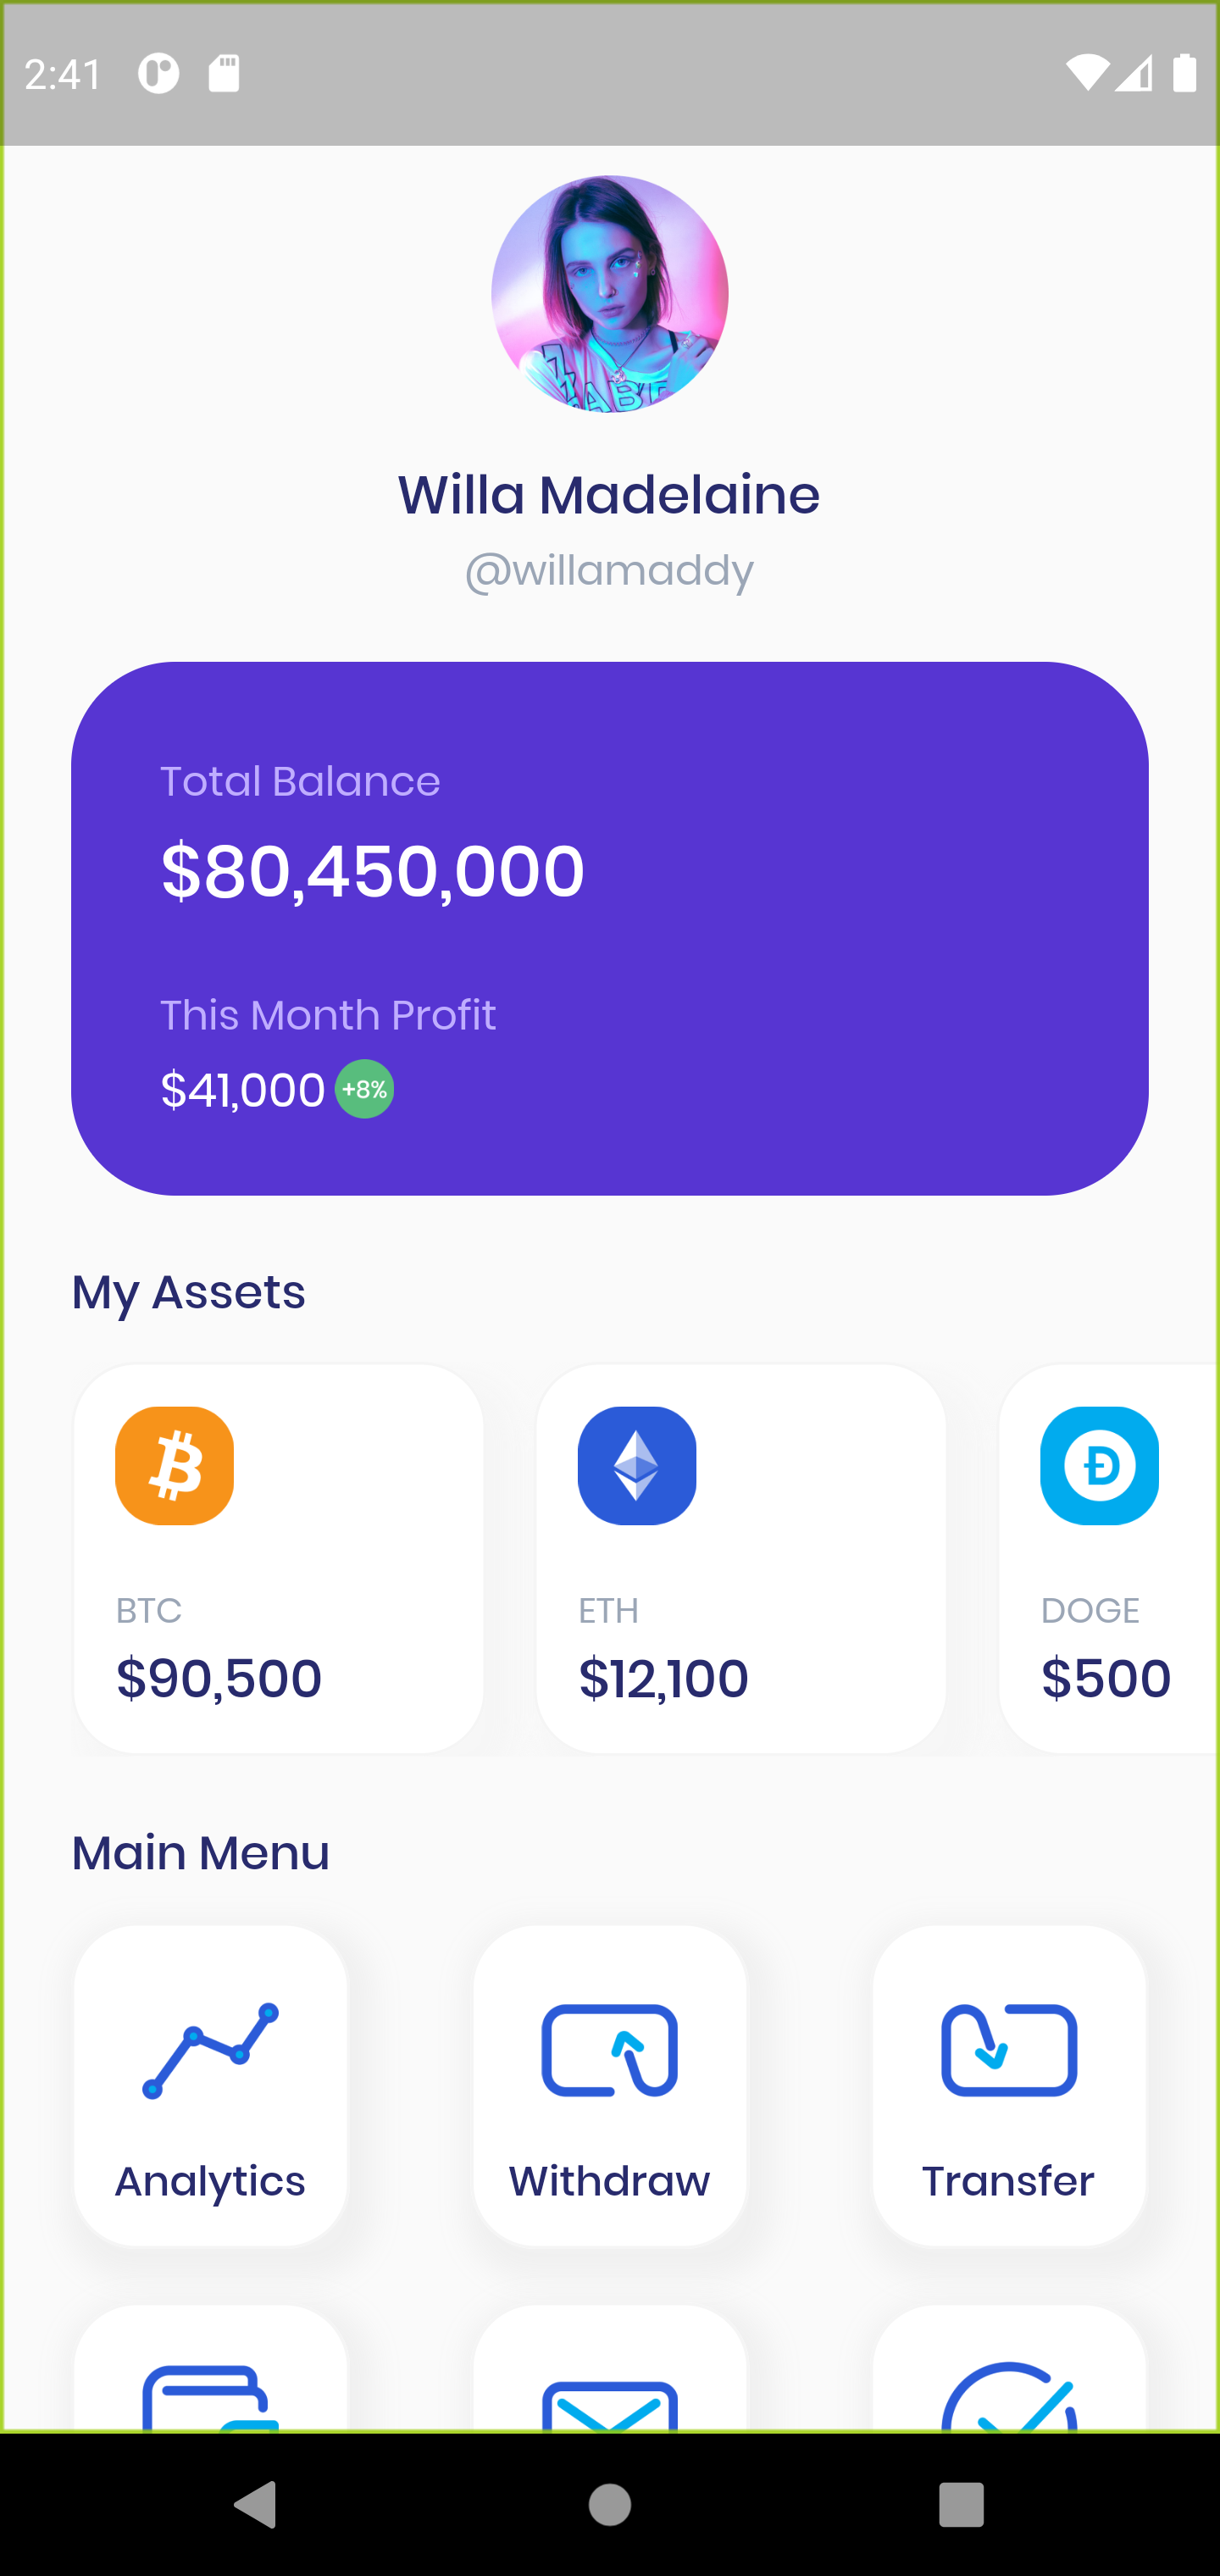 2:41
Willa Madelaine
@willamaddy
Total Balance
$80,450,000
This Month Profit
$41,000 +8%
My Assets
BTC
$90,500
ETH
$12,100
DOGE
$500
Main Menu
Analytics
Withdraw
Transfer